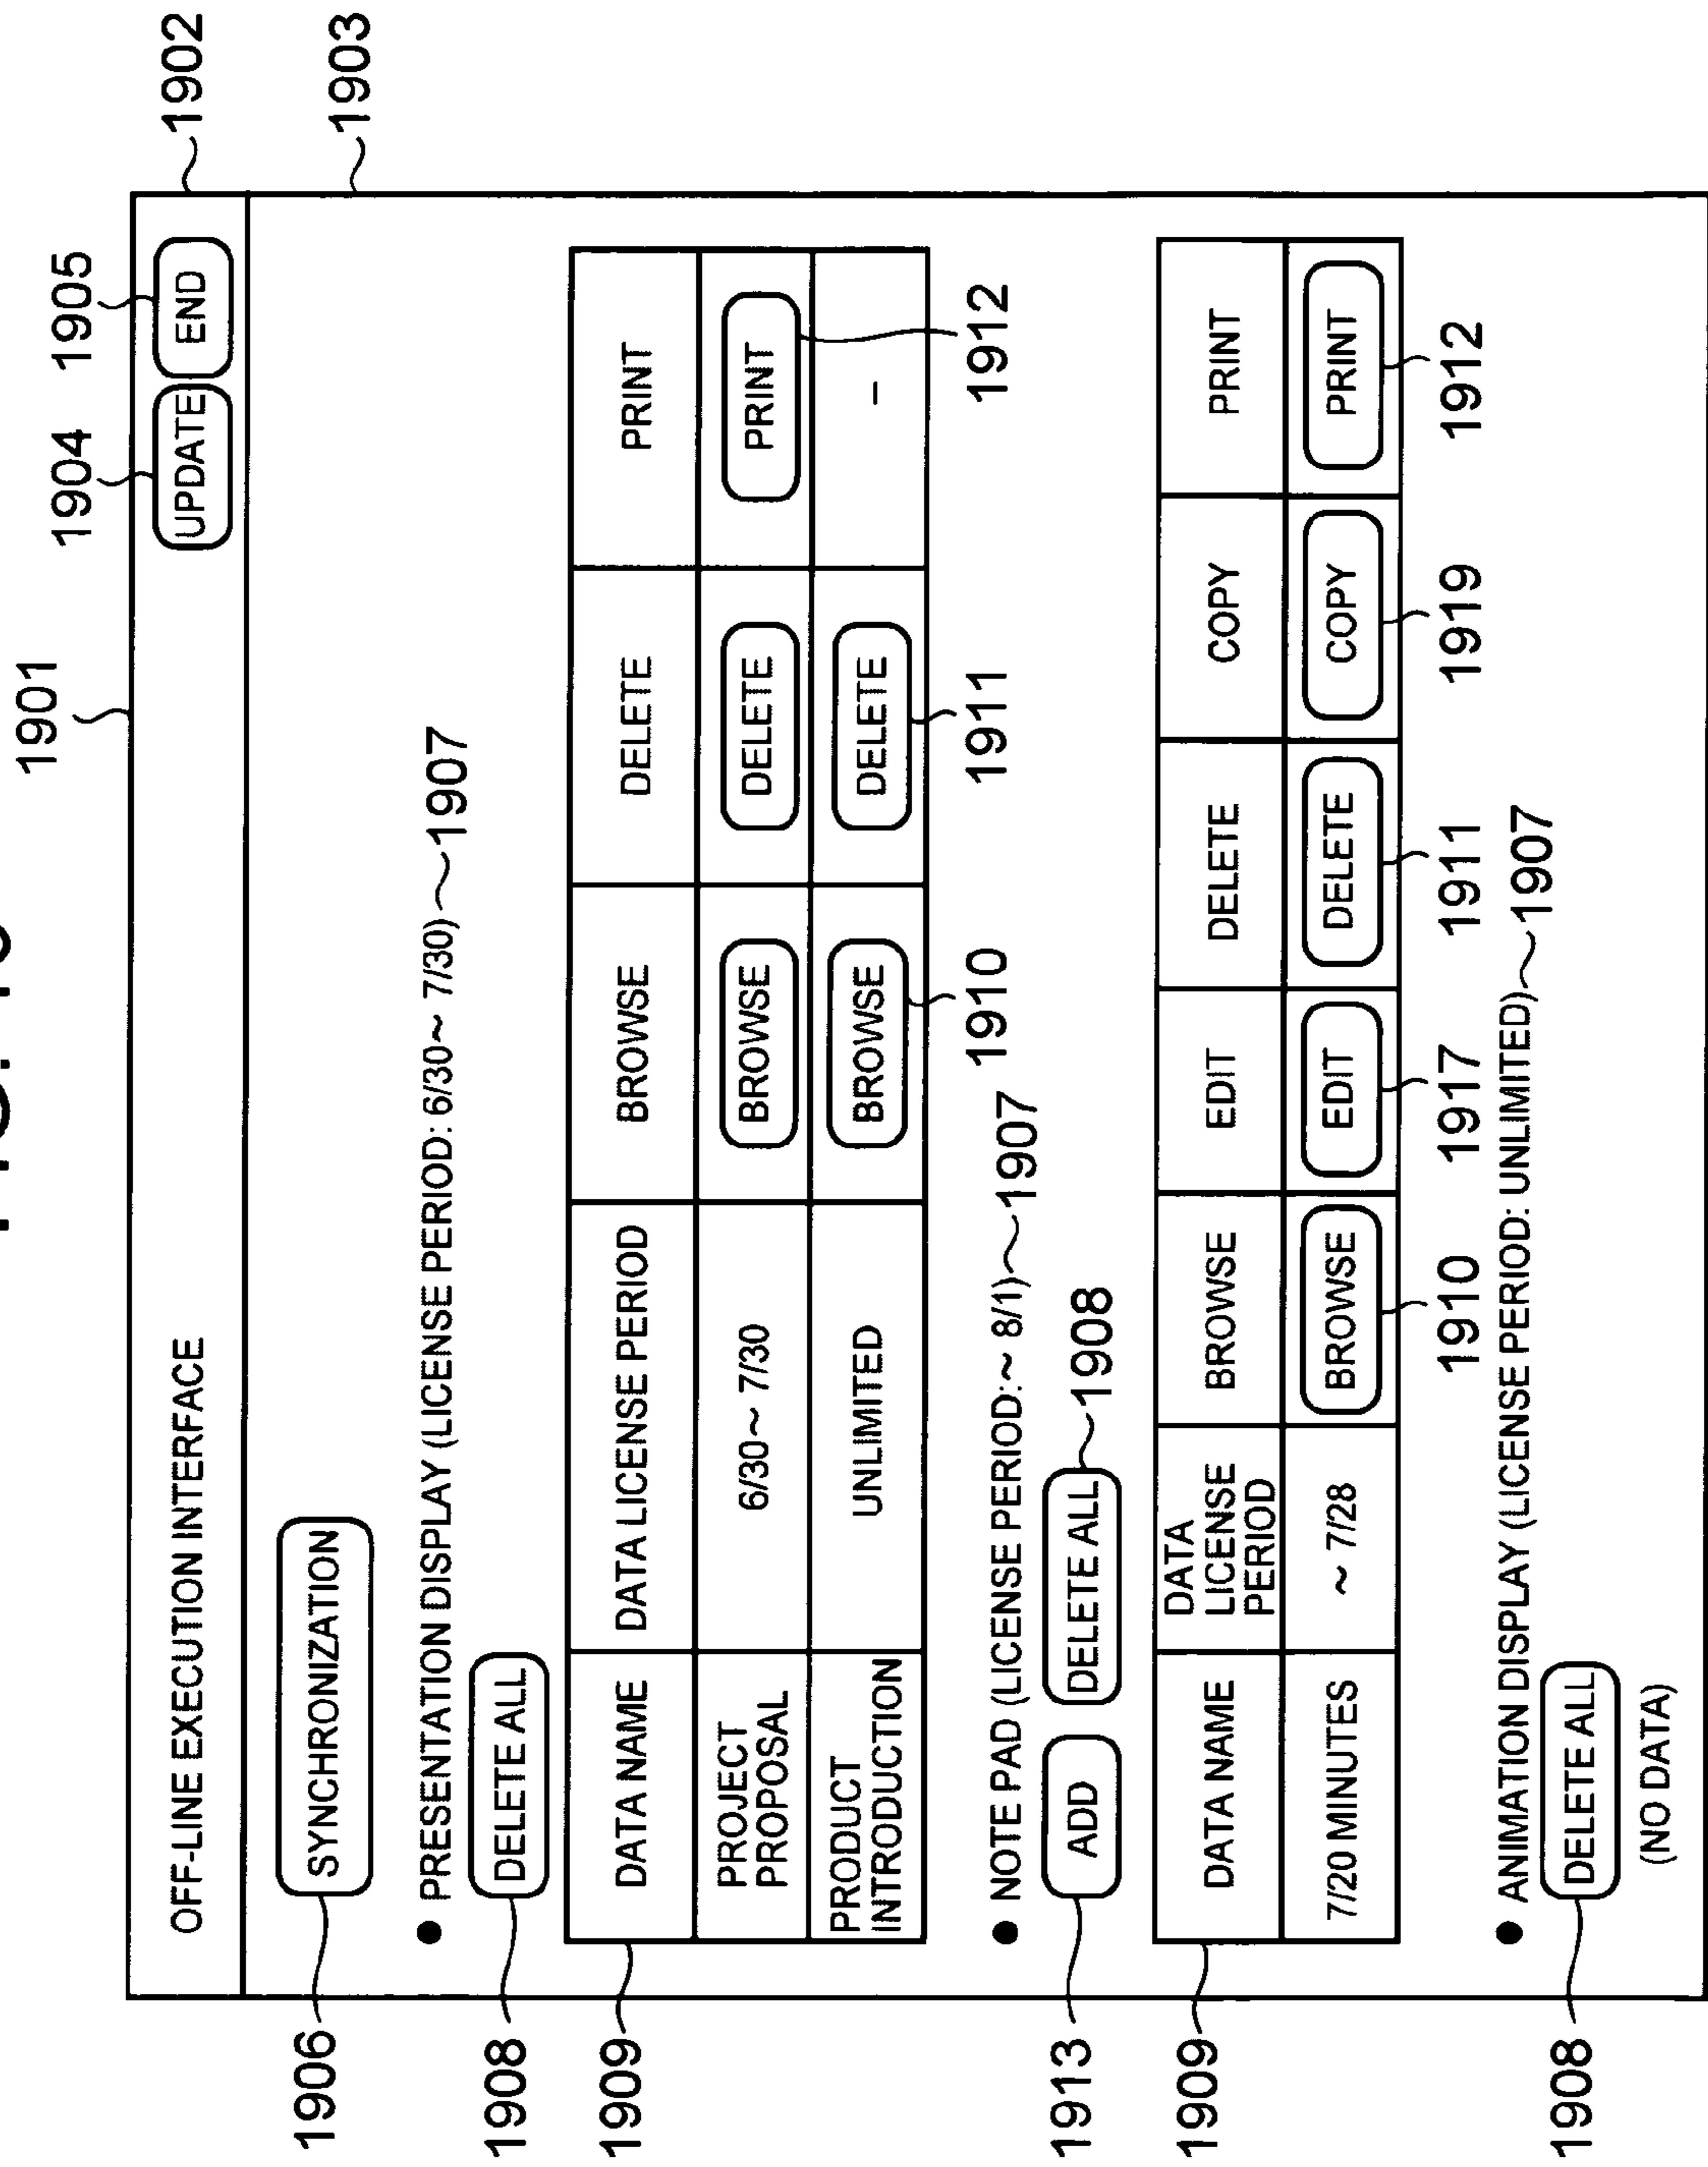 1901
1904 1905
OFF-LINE EXECUTION INTERFACE UPDATE END 1902
1903
1906 SYNCHRONIZATION
● PRESENTATION DISPLAY (LICENSE PERIOD: 6/30~ 7/30) 1907
1908 DELETE ALL
1909 DATA NAME DATA LICENSE PERIOD BROWSE DELETE PRINT
PROJECT PROPOSAL 6/30~ 7/30 BROWSE DELETE PRINT
PRODUCT INTRODUCTION UNLIMITED BROWSE DELETE –
1910 1911 1912
● NOTE PAD (LICENSE PERIOD:~ 8/1) 1907
1913 ADD DELETE ALL 1908
1909 DATA NAME DATA LICENSE PERIOD BROWSE EDIT DELETE COPY PRINT
7/20 MINUTES ~ 7/28 BROWSE EDIT DELETE COPY PRINT
1910 1917 1911 1919 1912
● ANIMATION DISPLAY (LICENSE PERIOD: UNLIMITED) 1907
1908 DELETE ALL
(NO DATA)